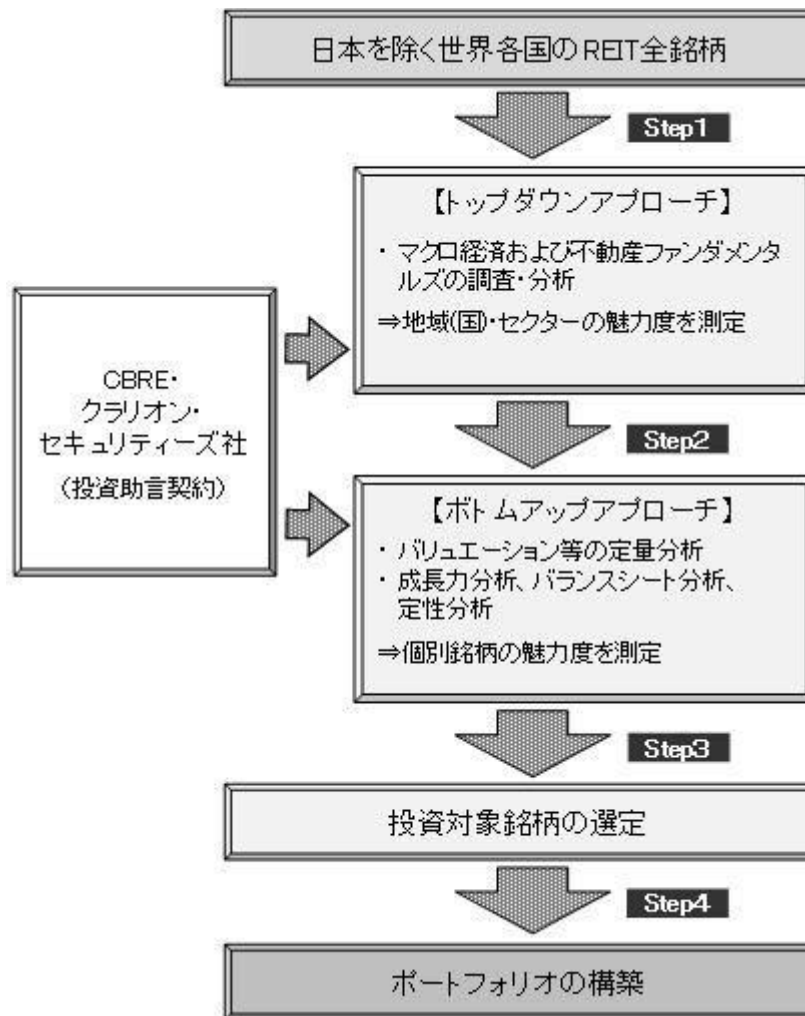 日本を除く世界各国のREIT全銘柄
Step1
【トップダウンアプローチ】
・ マクロ経済および不動産ファンダメンタ
ルズの調査・分析
⇒地域(国)・セクターの魅力度を測定
CBRE・
クラリオン・
セキュリティーズ社
（投資助言契約）
Step2
【ボトムアップアプローチ】
・ バリュエーション等の定量分析
・ 成長力分析、バランスシート分析、
定性分析
⇒個別銘柄の魅力度を測定
Step3
投資対象銘柄の選定
Step4
ポートフォリオの構築